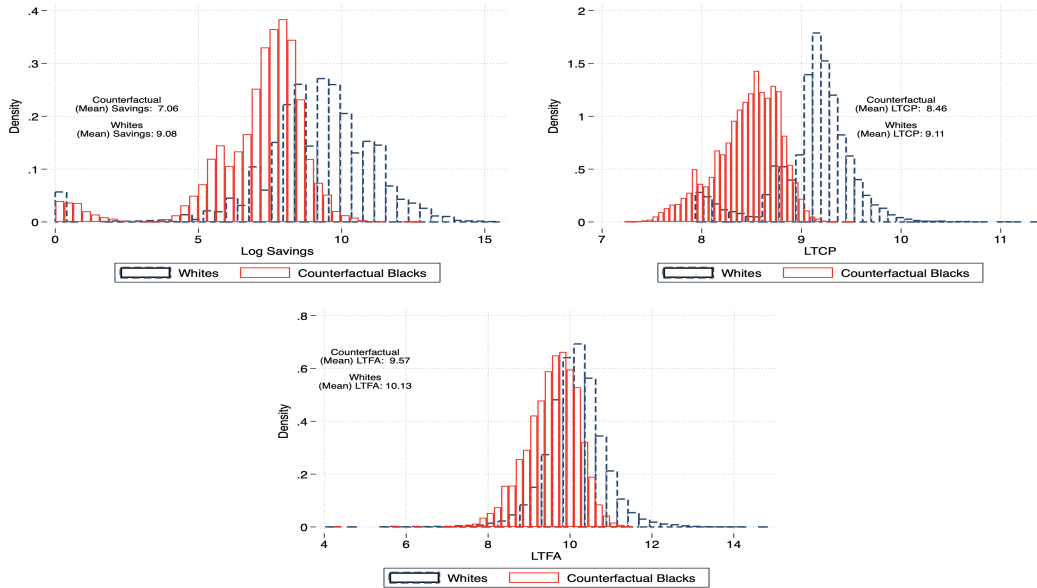 .4
.3
.2
.1
0
Density
Counterfactual
(Mean) Savings: 7.06
Whites
(Mean) Savings: 9.08
0 5 10 15
Log Savings
Whites Counterfactual Blacks
2
1.5
1
.5
0
Density
Counterfactual
(Mean) LTCP: 8.46
Whites
(Mean) LTCP: 9.11
7 8 9 10 11
LTCP
Whites Counterfactual Blacks
.8
.6
.4
.2
0
Density
Counterfactual
(Mean) LTFA: 9.57
Whites
(Mean) LTFA: 10.13
4 6 8 10 12 14
LTFA
Whites Counterfactual Blacks